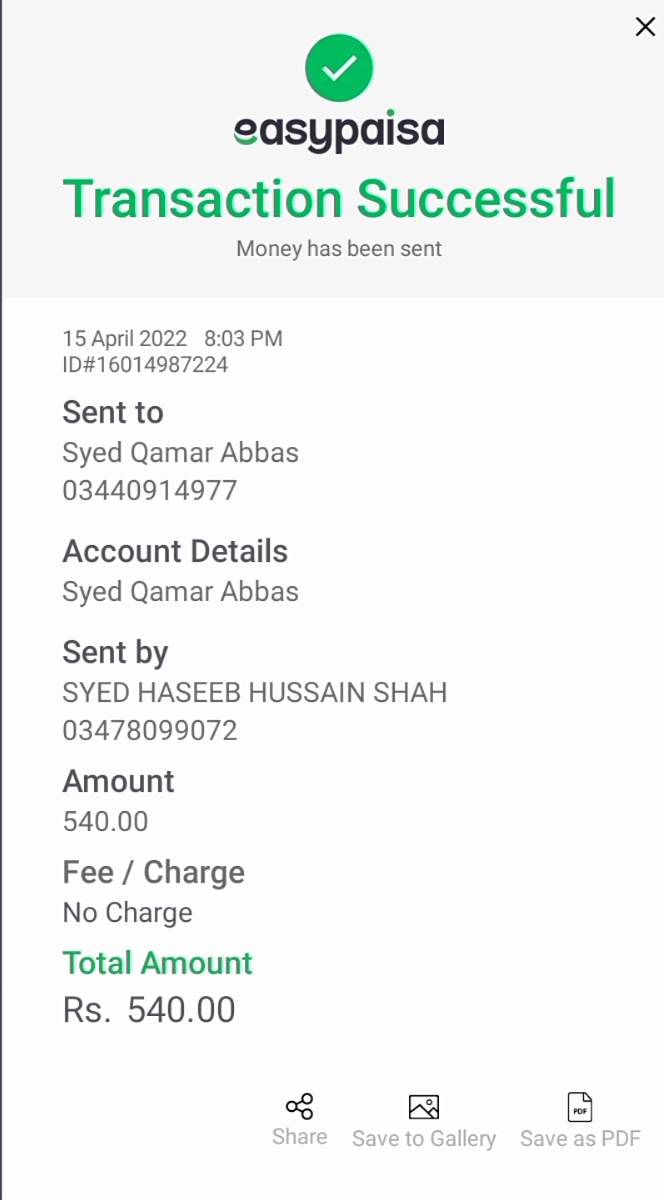 easypaisa
Transaction Successful
Money has been sent
15 April 2022 8:03 PM
ID#16014987224
Sent to
Syed Qamar Abbas
03440914977
Account Details
Syed Qamar Abbas
Sent by
SYED HASEEB HUSSAIN SHAH
03478099072
Amount
540.00
Fee / Charge
No Charge
Total Amount
Rs. 540.00
PDF
Share Save to Gallery Save as PDF